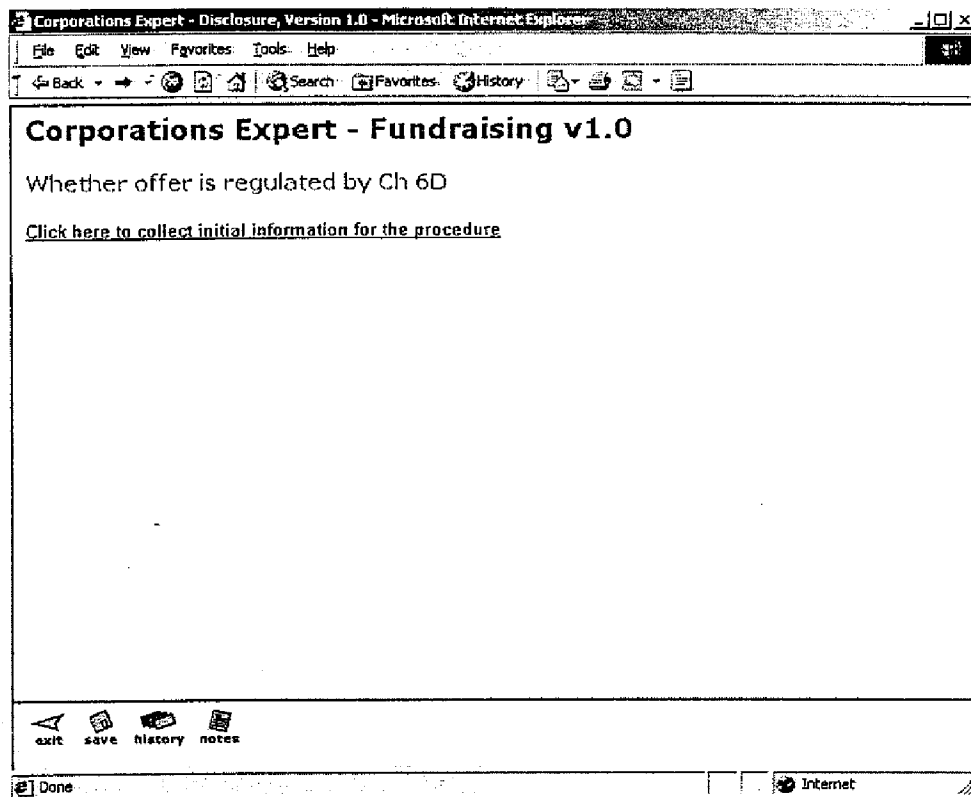 Corporations Expert - Disclosure, Version 1.0 - Microsoft Internet Explorer
File Edit View Favorites Tools Help
Back Search Favorites History
Corporations Expert - Fundraising v1.0
Whether offer is regulated by Ch 6D
Click here to collect initial information for the procedure
exit save history notes
Done Internet